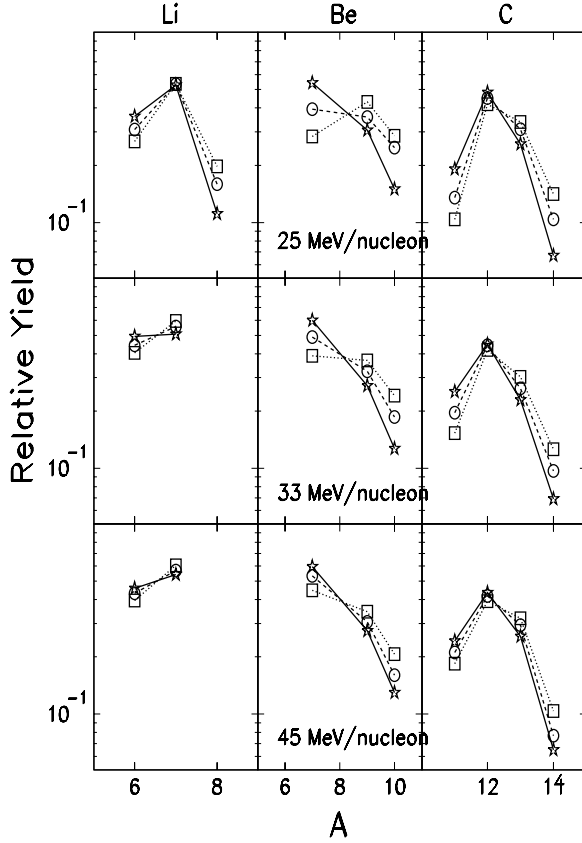 Li Be C
10⁻¹
25 MeV/nucleon
10⁻¹
33 MeV/nucleon
10⁻¹
45 MeV/nucleon
6 8 6 8 10 12 14
A
Relative Yield